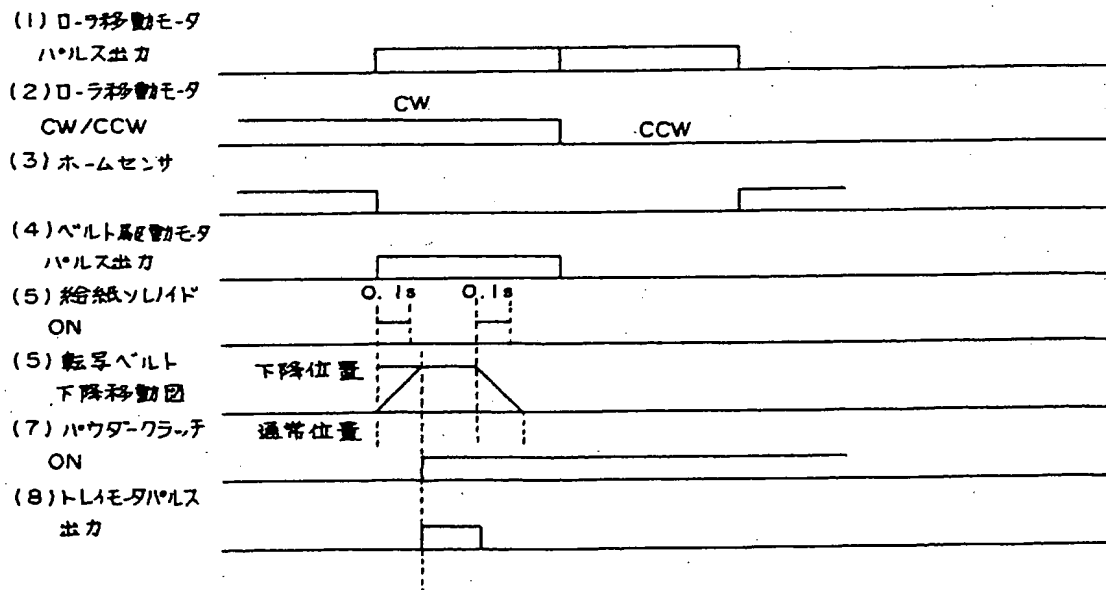 (1)ローラ移動モータ
パルス出力
(2)ローラ移動モータ
CW/CCW
CW
CCW
(3)ホームセンサ
(4)ベルト駆動モータ
パルス出力
(5)給紙ソレノイド
ON
0.1s 0.1s
(5)転写ベルト
下降移動図
下降位置
通常位置
(7)パウダークラッチ
ON
(8)トレイモータパルス
出力